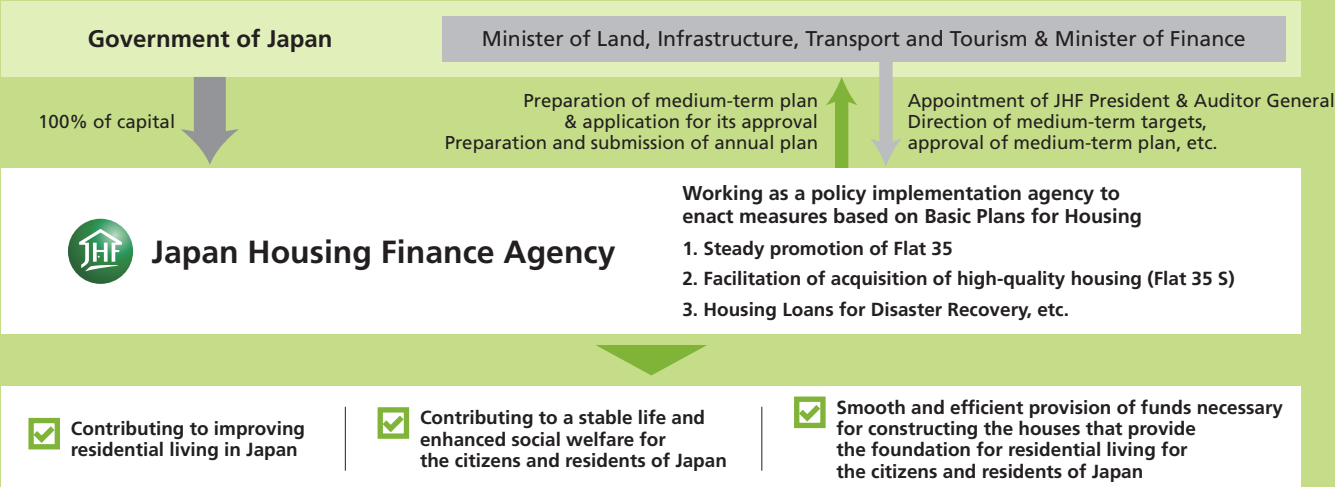 Government of Japan
Minister of Land, Infrastructure, Transport and Tourism & Minister of Finance
100% of capital
Preparation of medium-term plan
& application for its approval
Preparation and submission of annual plan
Appointment of JHF President & Auditor General
Direction of medium-term targets,
approval of medium-term plan, etc.
JHF
Japan Housing Finance Agency
Working as a policy implementation agency to
enact measures based on Basic Plans for Housing
1. Steady promotion of Flat 35
2. Facilitation of acquisition of high-quality housing (Flat 35 S)
3. Housing Loans for Disaster Recovery, etc.
Contributing to improving
residential living in Japan
Contributing to a stable life and
enhanced social welfare for
the citizens and residents of Japan
Smooth and efficient provision of funds necessary
for constructing the houses that provide
the foundation for residential living for
the citizens and residents of Japan